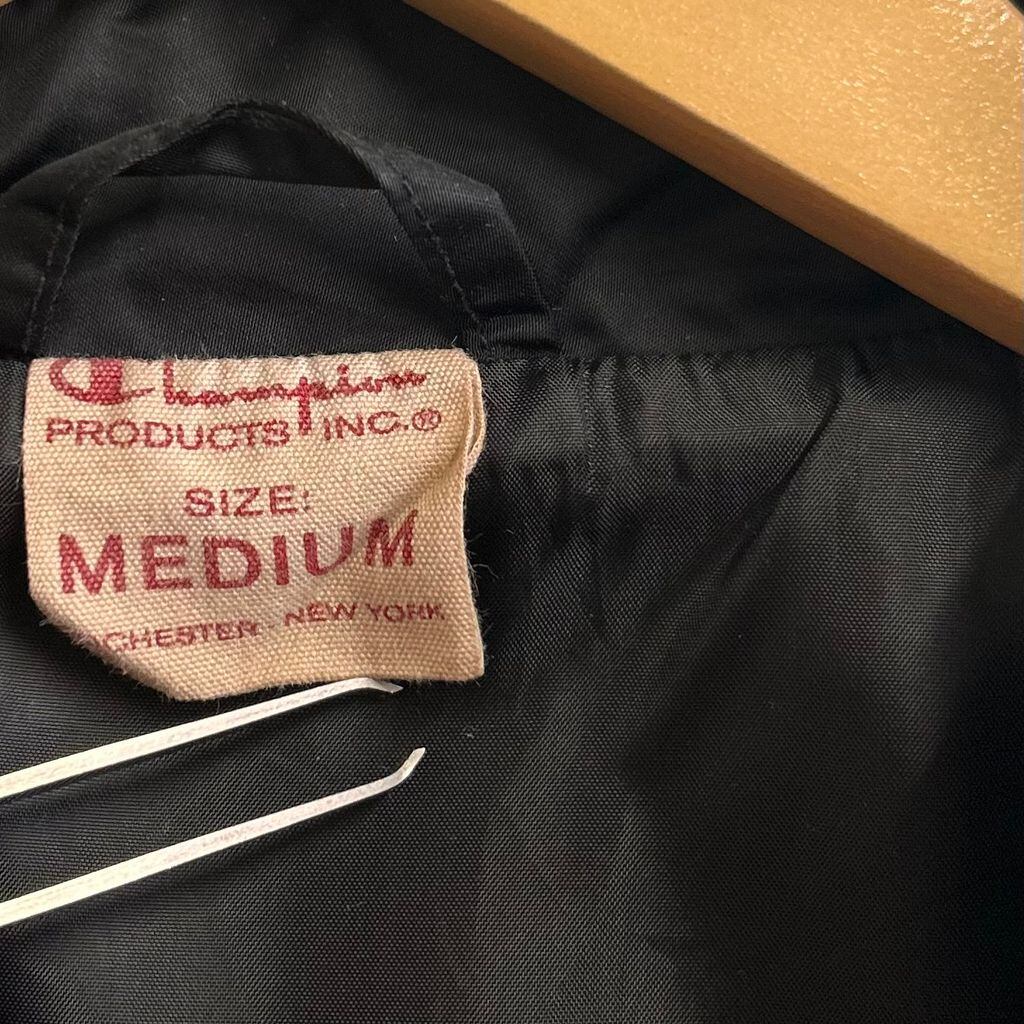 Champion
PRODUCTS INC.®
SIZE:
MEDIUM
CHESTER NEW YORK